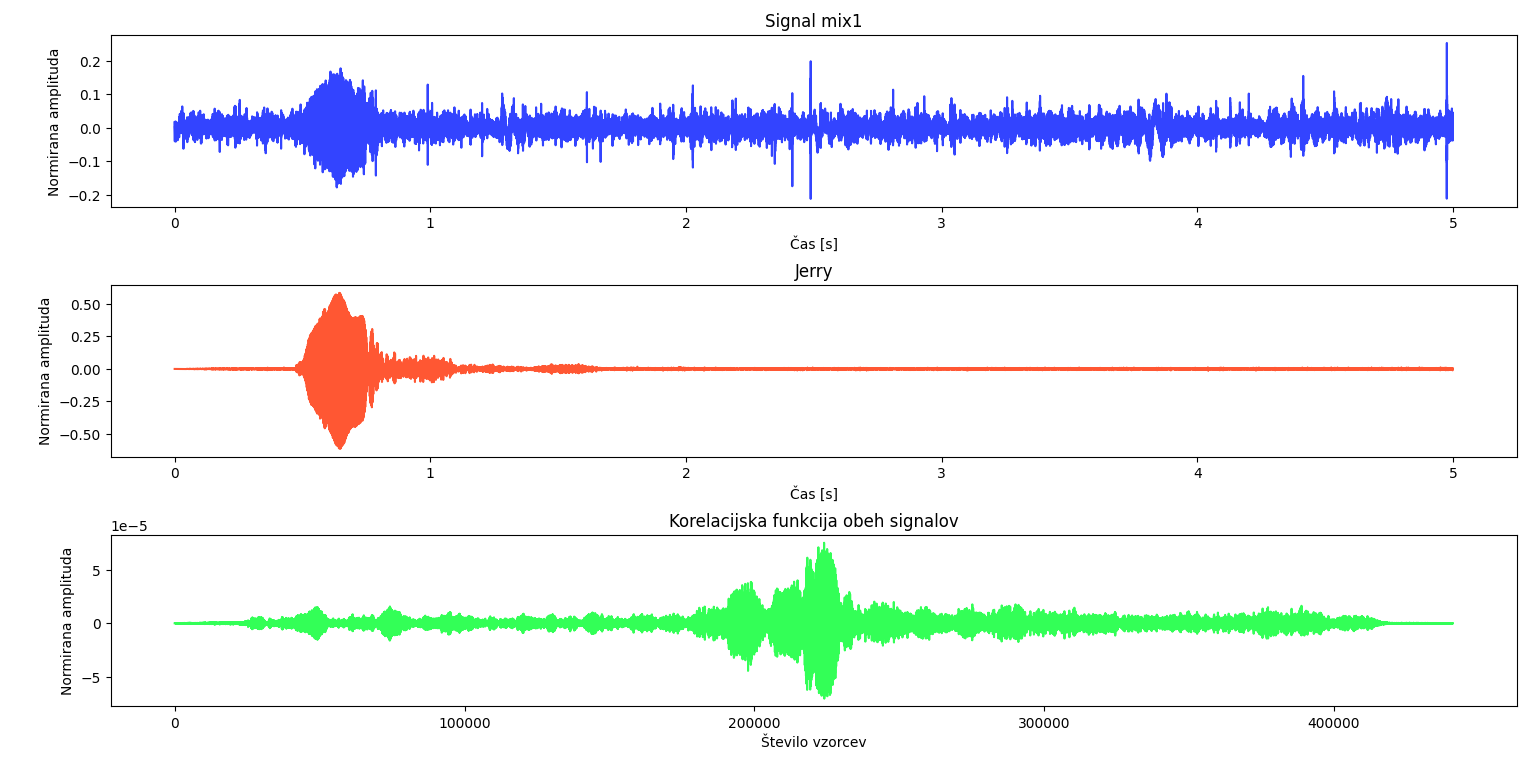 Signal mix1
Normirana amplituda
0.2
0.1
0.0
−0.1
−0.2
0 1 2 3 4 5
Čas [s]
Jerry
Normirana amplituda
0.50
0.25
0.00
−0.25
−0.50
0 1 2 3 4 5
Čas [s]
Korelacijska funkcija obeh signalov
1e−5
Normirana amplituda
5
0
−5
0 100000 200000 300000 400000
Število vzorcev